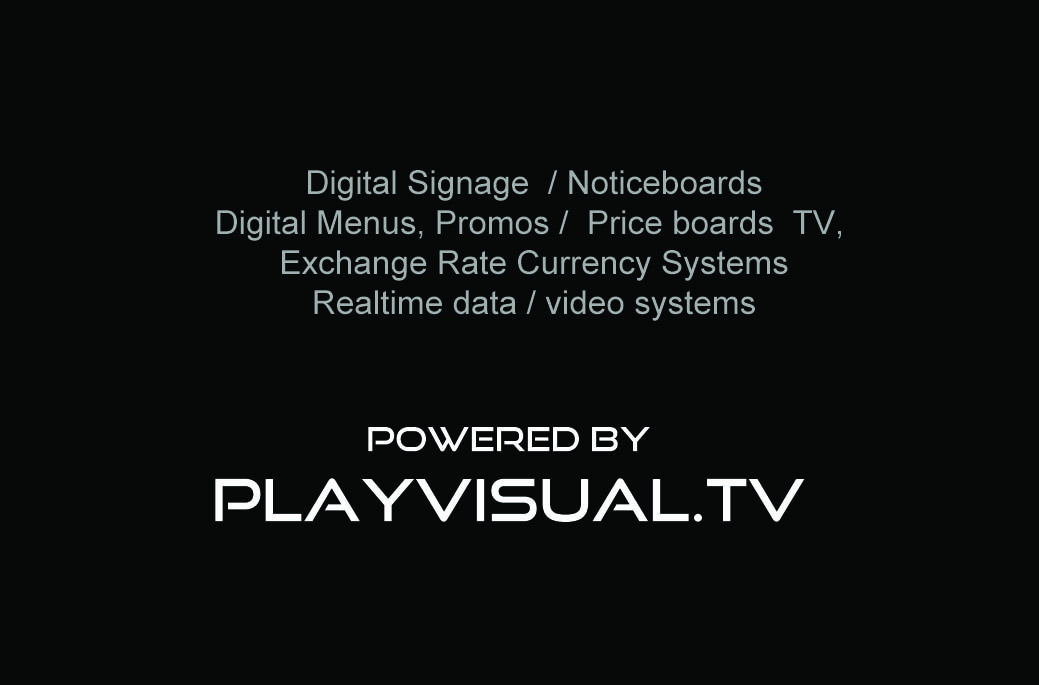 Digital Signage  / Noticeboards
Digital Menus, Promos /  Price boards  TV,
Exchange Rate Currency Systems
Realtime data / video systems
POWERED BY
PLAYVISUAL.TV